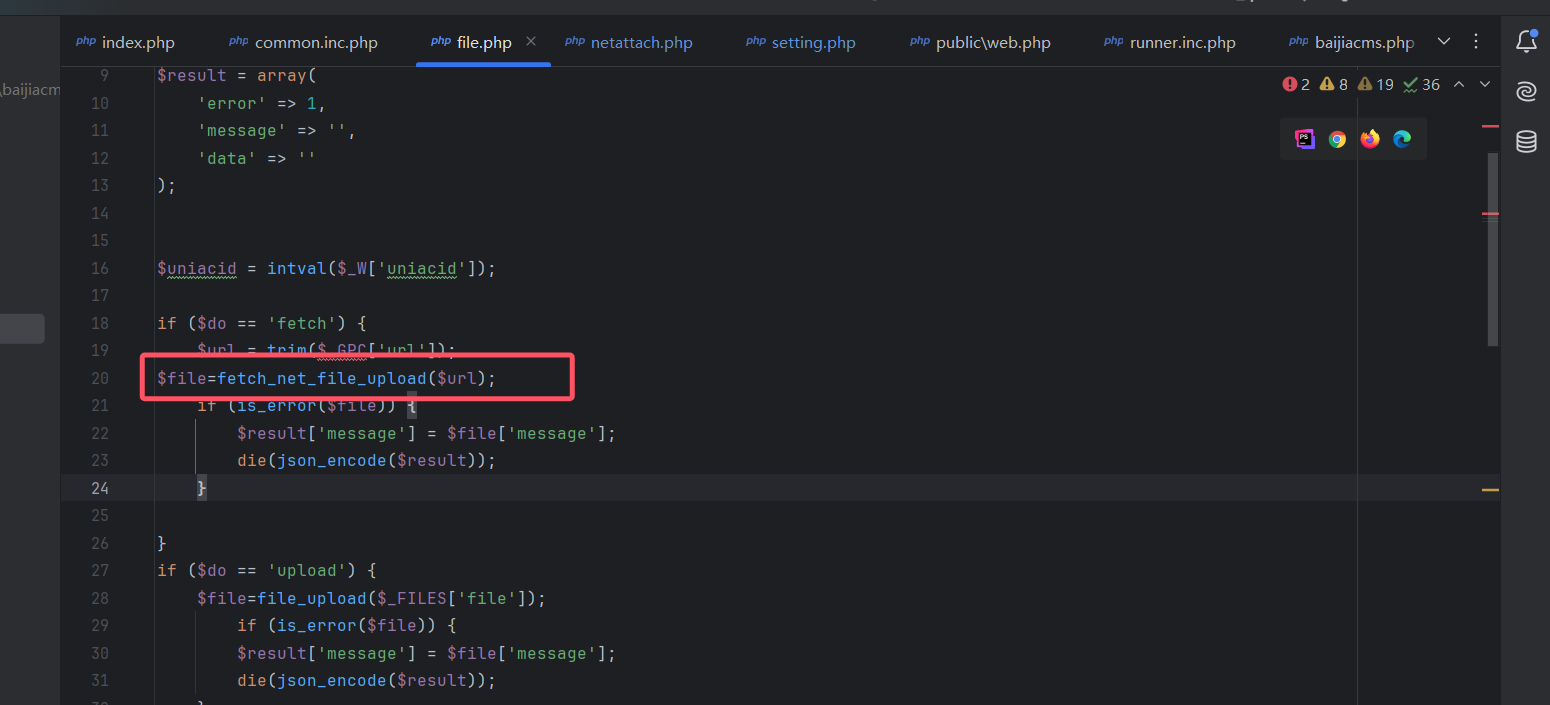 php index.php php common.inc.php php file.php php netattach.php php setting.php php public\web.php php runner.inc.php php baijiacms.php
\baijiacm
2 8 19 36
9 $result = array(
10 'error' => 1,
11 'message' => '',
12 'data' => ''
13 );
14
15
16 $uniacid = intval($_W['uniacid']);
17
18 if ($do == 'fetch') {
19 $url = trim($_GPC['url']);
20 $file=fetch_net_file_upload($url);
21 if (is_error($file)) {
22 $result['message'] = $file['message'];
23 die(json_encode($result));
24 }
25
26 }
27 if ($do == 'upload') {
28 $file=file_upload($_FILES['file']);
29 if (is_error($file)) {
30 $result['message'] = $file['message'];
31 die(json_encode($result));